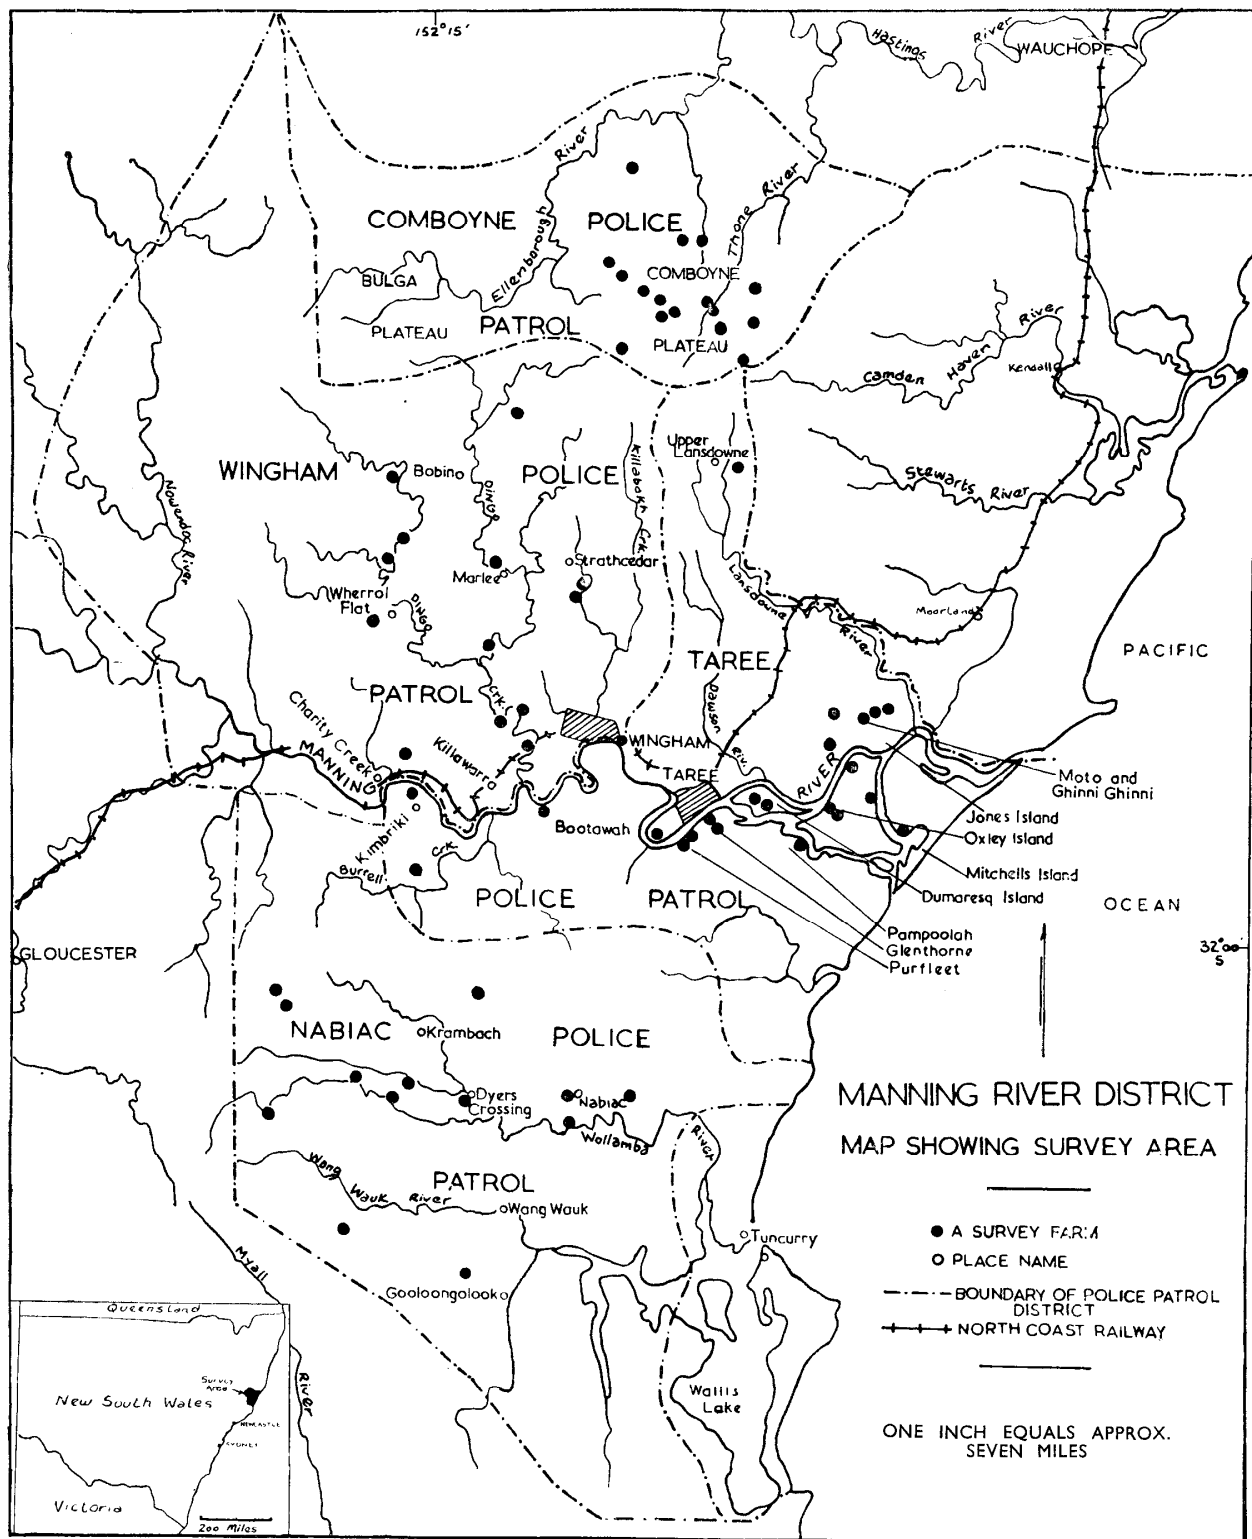 152° 15'
Hastings River
WAUCHOPE
River
Ellenborough
Thone River
COMBOYNE POLICE
COMBOYNE
BULGA
PLATEAU
PATROL
PLATEAU
Camden Haven River
Kendall
Upper
Lansdowne
WINGHAM
Bobino
POLICE
Killabakh Crk.
Stewarts River
Nowendoc River
DINGO
Marlee
Strathcedar
Wherrol
Flat
DINGO
Crk.
Lansdowne River
Moorland
TAREE
PACIFIC
PATROL
Dawson Riv.
Charity Creek
MANNING
Killawarra
WINGHAM
TAREE
RIVER
Moto and
Ghinni Ghinni
Jones Island
Oxley Island
Mitchells Island
Dumaresq Island
Kimbriki
Bootawah
Burrell Crk.
POLICE PATROL
OCEAN
Pampoolah
Glenthorne
Purfleet
GLOUCESTER
32° 00'
S
NABIAC
Krambach
POLICE
Dyers
Crossing
Nabiac
Wollamba River
MANNING RIVER DISTRICT
MAP SHOWING SURVEY AREA
Wang Wauk River
PATROL
Wang Wauk
Tuncurry
A SURVEY FARM
PLACE NAME
BOUNDARY OF POLICE PATROL
DISTRICT
NORTH COAST RAILWAY
Gooloongolook
Myall River
Wallis
Lake
ONE INCH EQUALS APPROX.
SEVEN MILES
Queensland
Survey
Area
New South Wales
NEWCASTLE
SYDNEY
Victoria
200 Miles